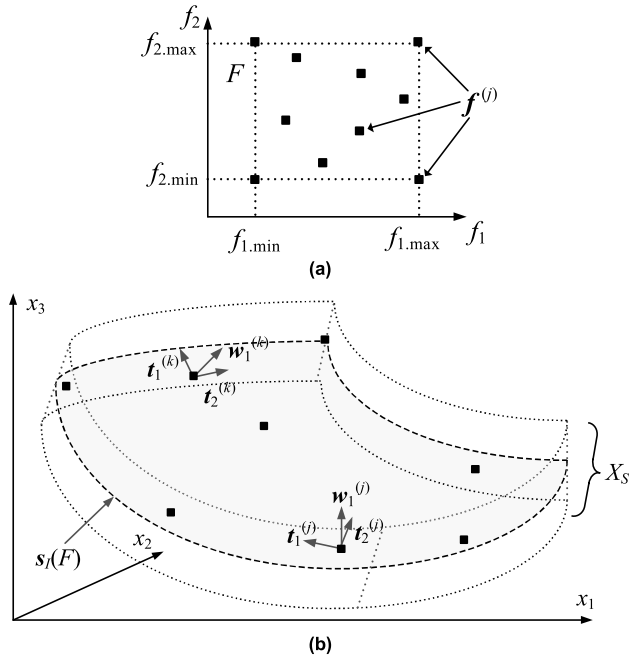 f2
f2.max
F
f(j)
f2.min
f1.min
f1.max
f1
(a)
x3
t1(k)
w1(k)
t2(k)
XS
w1(j)
t1(j)
t2(j)
x2
sI(F)
x1
(b)